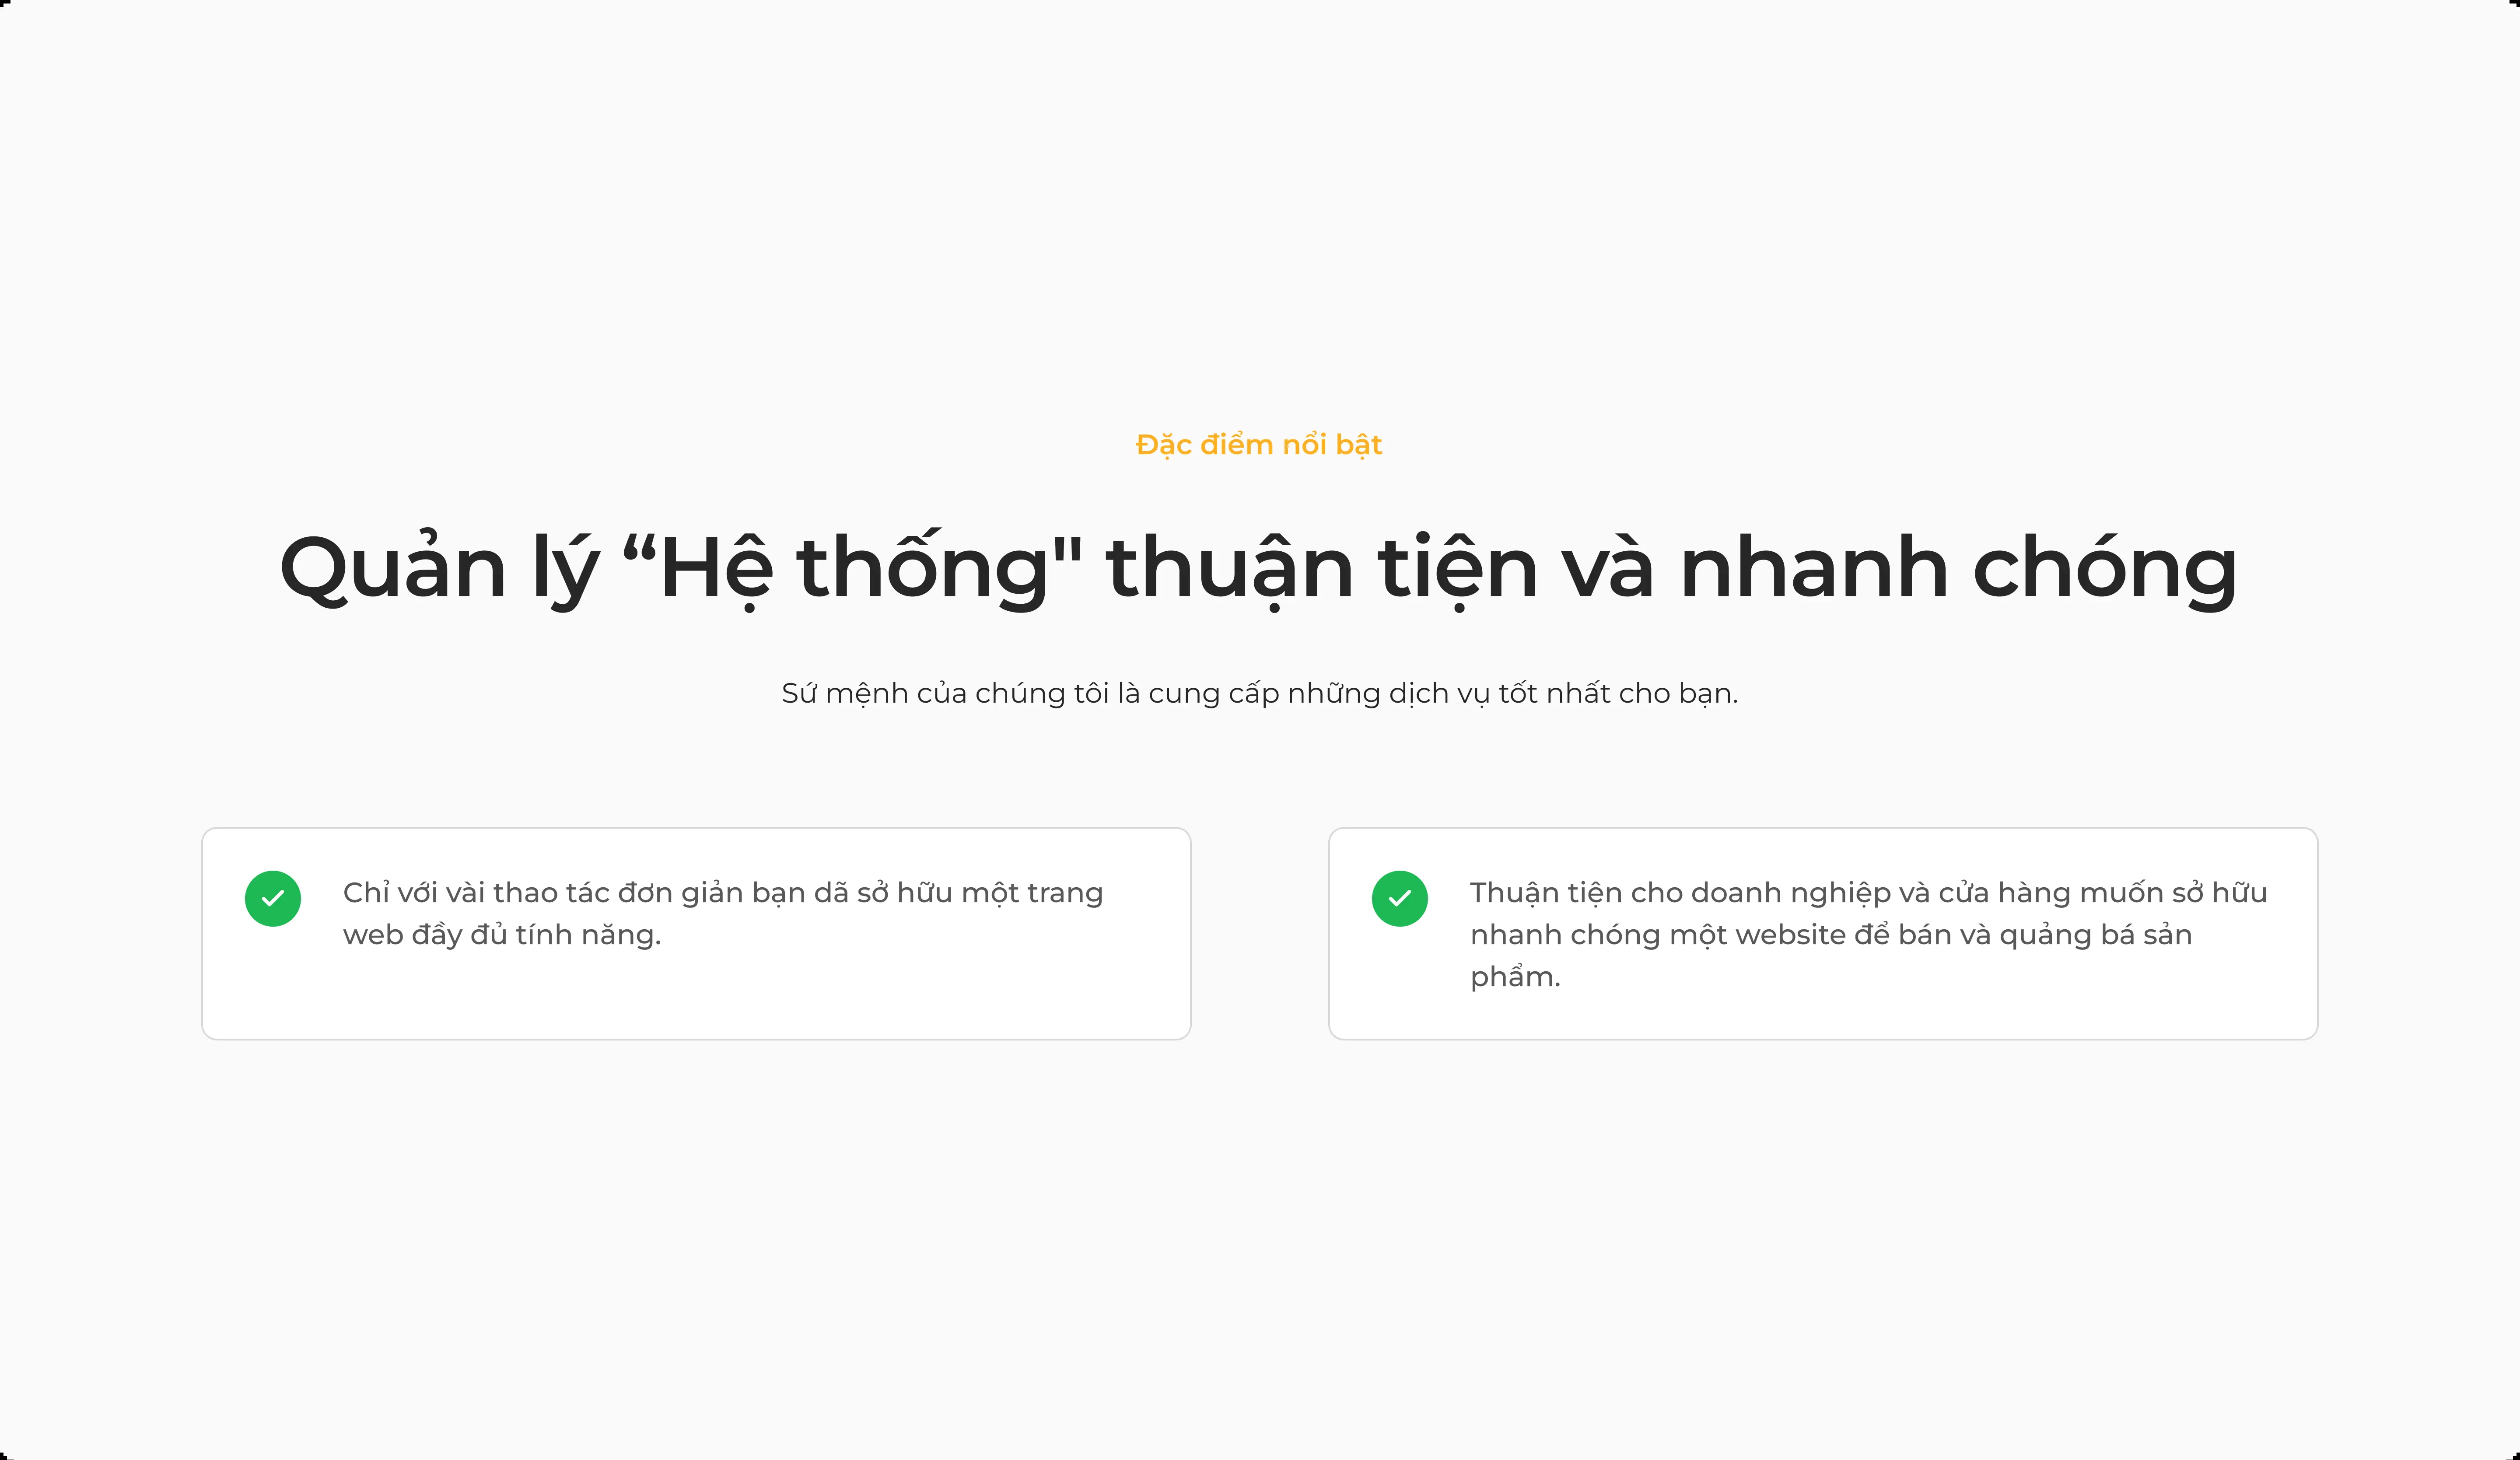 Đặc điểm nổi bật
Quản lý “Hệ thống" thuận tiện và nhanh chóng
Sứ mệnh của chúng tôi là cung cấp những dịch vụ tốt nhất cho bạn.
Chỉ với vài thao tác đơn giản bạn dã sở hữu một trang
web đầy đủ tính năng.
Thuận tiện cho doanh nghiệp và cửa hàng muốn sở hữu
nhanh chóng một website để bán và quảng bá sản
phẩm.